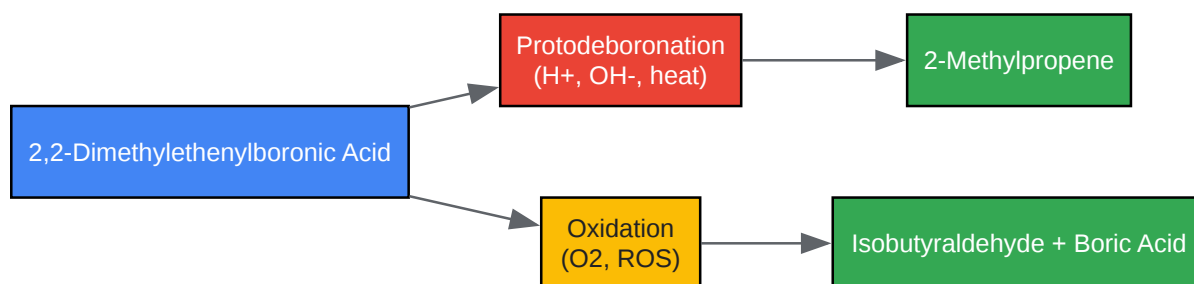 Protodeboronation
(H+, OH-, heat)
2-Methylpropene
2,2-Dimethylethenylboronic Acid
Oxidation
(O2, ROS)
Isobutyraldehyde + Boric Acid